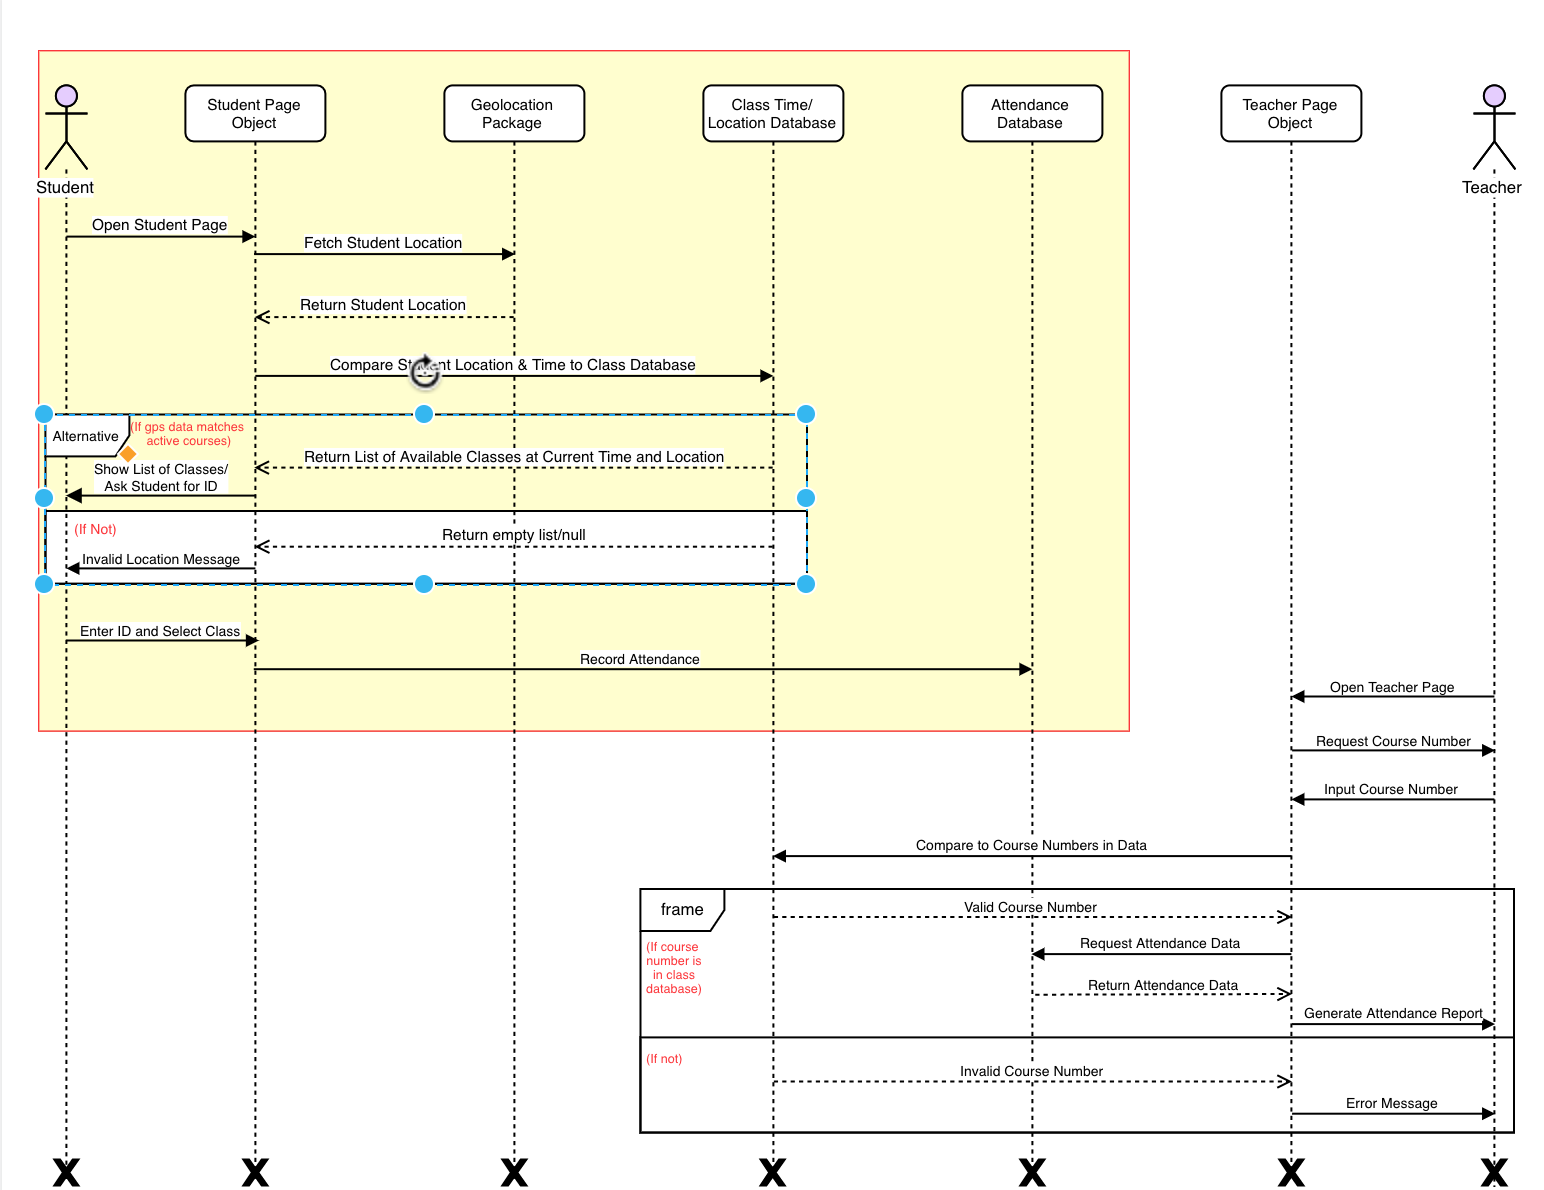 Student Page
Object
Geolocation
Package
Class Time/
Location Database
Attendance
Database
Teacher Page
Object
Student
Teacher
Open Student Page
Fetch Student Location
Return Student Location
Compare Student Location & Time to Class Database
Alternative
(If gps data matches
active courses)
Return List of Available Classes at Current Time and Location
Show List of Classes/
Ask Student for ID
(If Not)
Return empty list/null
Invalid Location Message
Enter ID and Select Class
Record Attendance
Open Teacher Page
Request Course Number
Input Course Number
Compare to Course Numbers in Data
frame
Valid Course Number
(If course
number is
in class
database)
Request Attendance Data
Return Attendance Data
Generate Attendance Report
(If not)
Invalid Course Number
Error Message
X X X X X X X